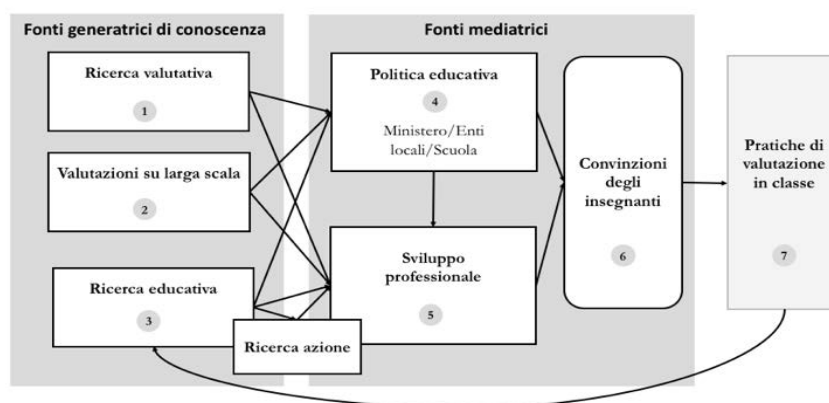 Fonti generatrici di conoscenza
Ricerca valutativa
1
Valutazioni su larga scala
2
Ricerca educativa
3
Ricerca azione
Fonti mediatrici
Politica educativa
4
Ministero/Enti
locali/Scuola
Sviluppo
professionale
5
Convinzioni
degli
insegnanti
6
Pratiche di
valutazione
in classe
7